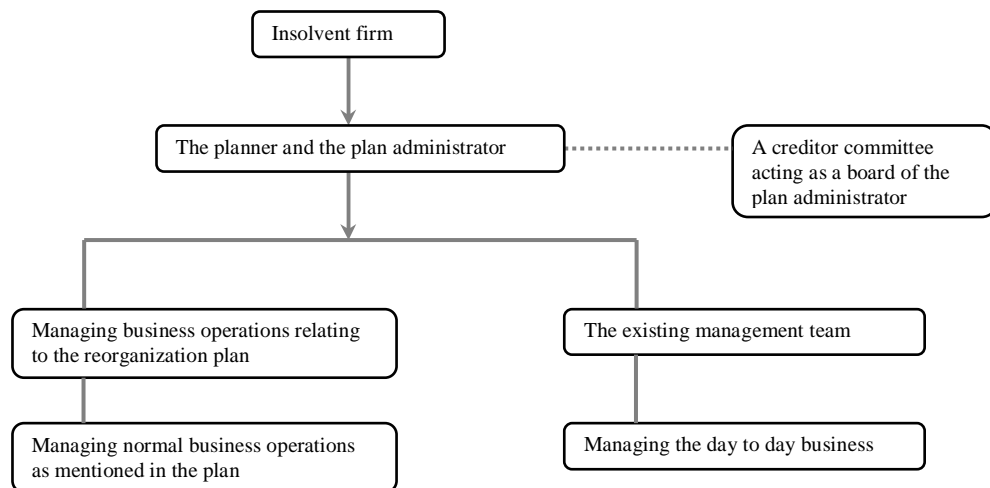 Insolvent firm
The planner and the plan administrator
A creditor committee
acting as a board of the
plan administrator
Managing business operations relating
to the reorganization plan
The existing management team
Managing normal business operations
as mentioned in the plan
Managing the day to day business